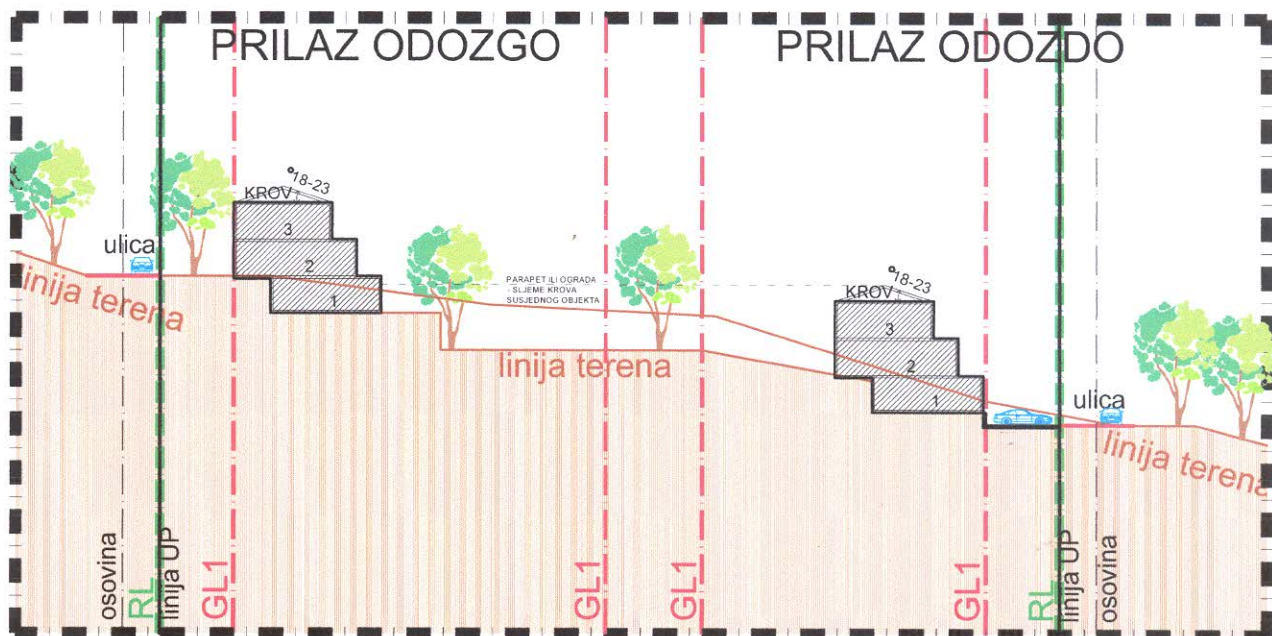 PRILAZ ODOZGO
PRILAZ ODOZDO
°18-23
KROV
3
2
1
ulica
linija terena
PARAPET ILI OGRADA
- SLJEME KROVA
SUSJEDNOG OBJEKTA
°18-23
KROV
3
2
1
ulica
linija terena
linija terena
osovina
RL
linija UP
GL1
GL1
GL1
GL1
RL
linija UP
osovina